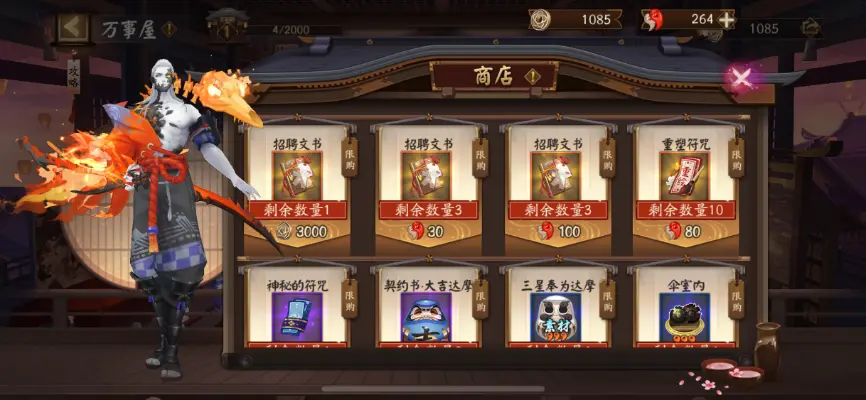 万事屋
1
4/2000
1085
264
1085
攻略
商店
招聘文书
限购
剩余数量1
3000
招聘文书
限购
剩余数量3
30
招聘文书
限购
剩余数量3
100
重塑符咒
限购
剩余数量10
80
神秘的符咒
限购
契约书·大吉达摩
限购
三星奉为达摩
限购
素材
伞室内
限购